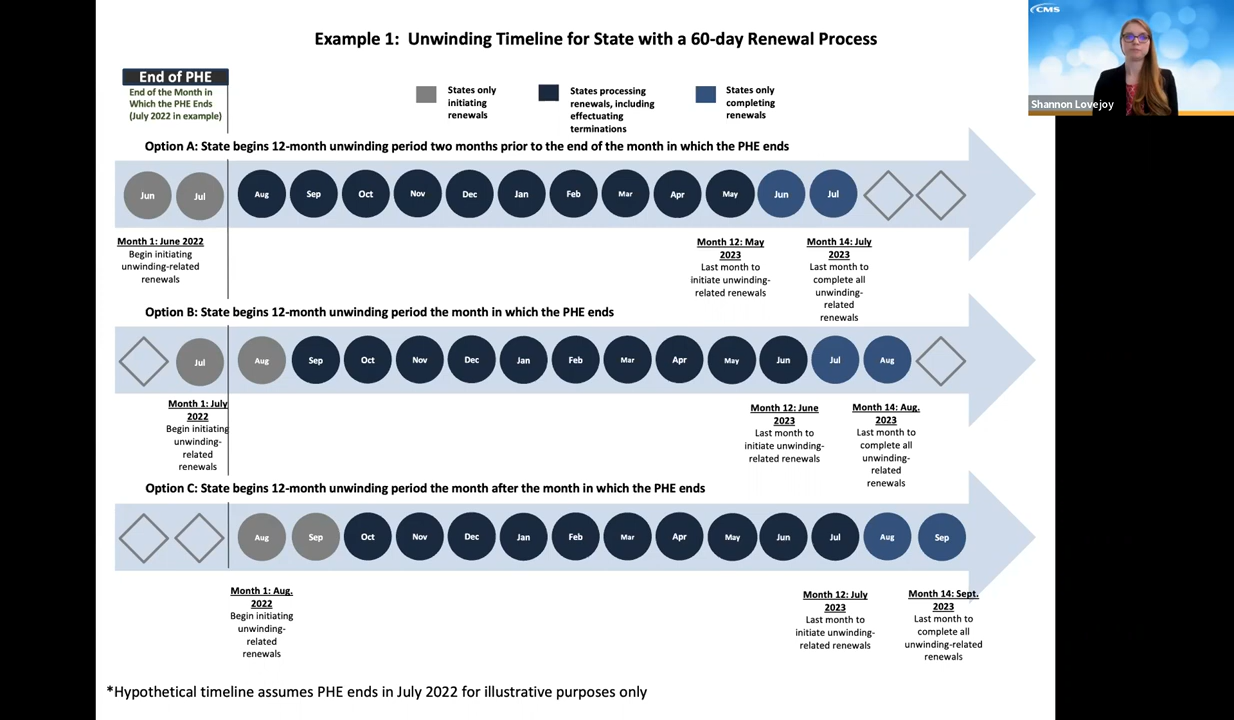 Example 1: Unwinding Timeline for State with a 60-day Renewal Process
CMS
Shannon Lovejoy
End of PHE
End of the Month in
Which the PHE Ends
(July 2022 in example)
States only
initiating
renewals
States processing
renewals, including
effectuating
terminations
States only
completing
renewals
Option A: State begins 12-month unwinding period two months prior to the end of the month in which the PHE ends
Jun Jul Aug Sep Oct Nov Dec Jan Feb Mar Apr May Jun Jul
Month 1: June 2022
Begin initiating
unwinding-related
renewals
Month 12: May
2023
Last month to
initiate unwinding-
related renewals
Month 14: July
2023
Last month to
complete all
unwinding-
related
renewals
Option B: State begins 12-month unwinding period the month in which the PHE ends
Jul Aug Sep Oct Nov Dec Jan Feb Mar Apr May Jun Jul Aug
Month 1: July
2022
Begin initiating
unwinding-
related
renewals
Month 12: June
2023
Last month to
initiate unwinding-
related renewals
Month 14: Aug.
2023
Last month to
complete all
unwinding-
related
renewals
Option C: State begins 12-month unwinding period the month after the month in which the PHE ends
Aug Sep Oct Nov Dec Jan Feb Mar Apr May Jun Jul Aug Sep
Month 1: Aug.
2022
Begin initiating
unwinding-
related
renewals
Month 12: July
2023
Last month to
initiate unwinding-
related renewals
Month 14: Sept.
2023
Last month to
complete all
unwinding-related
renewals
*Hypothetical timeline assumes PHE ends in July 2022 for illustrative purposes only